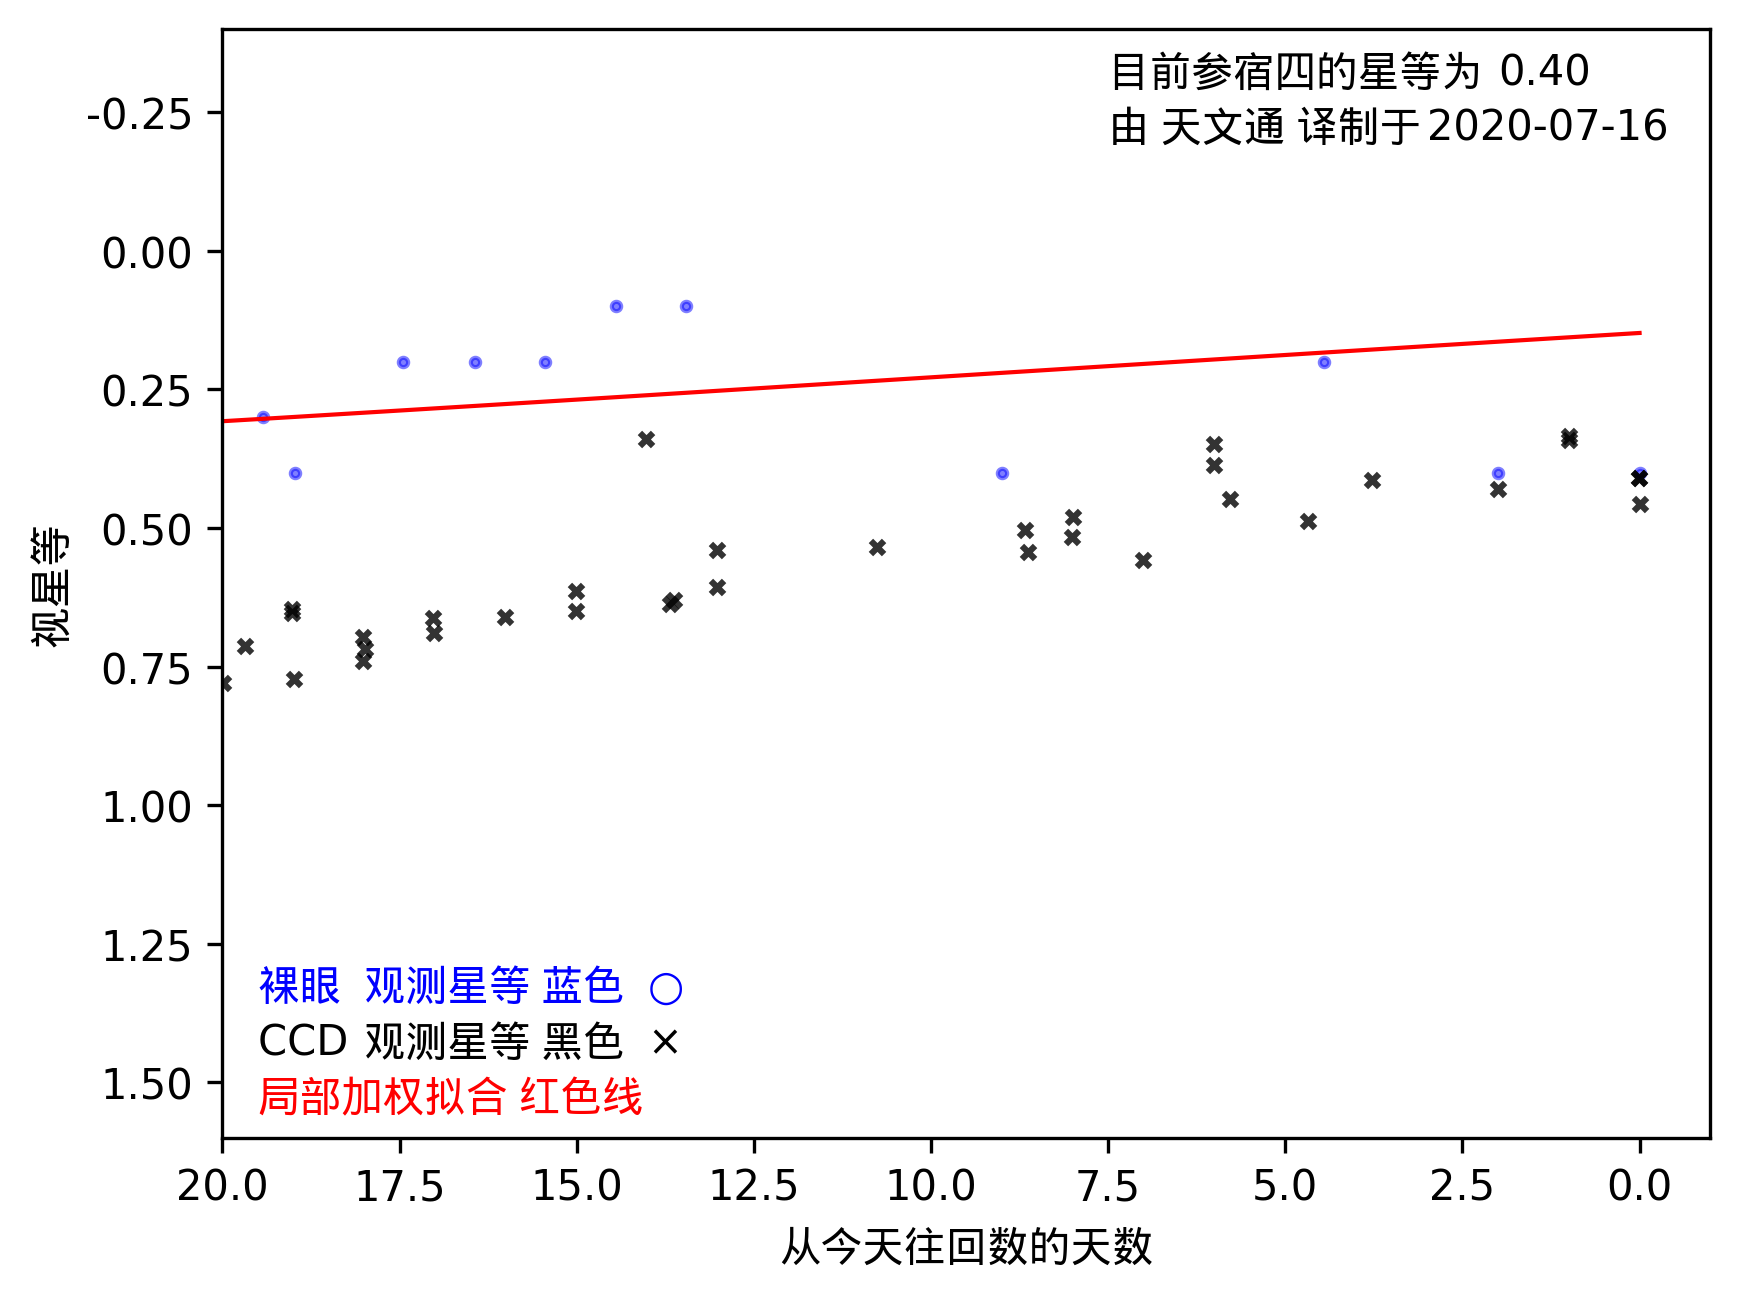 目前参宿四的星等为 0.40
由 天文通 译制于2020-07-16
-0.25
0.00
0.25
0.50
0.75
1.00
1.25
1.50
视星等
裸眼 观测星等 蓝色 ○
CCD 观测星等 黑色 ×
局部加权拟合 红色线
20.0 17.5 15.0 12.5 10.0 7.5 5.0 2.5 0.0
从今天往回数的天数